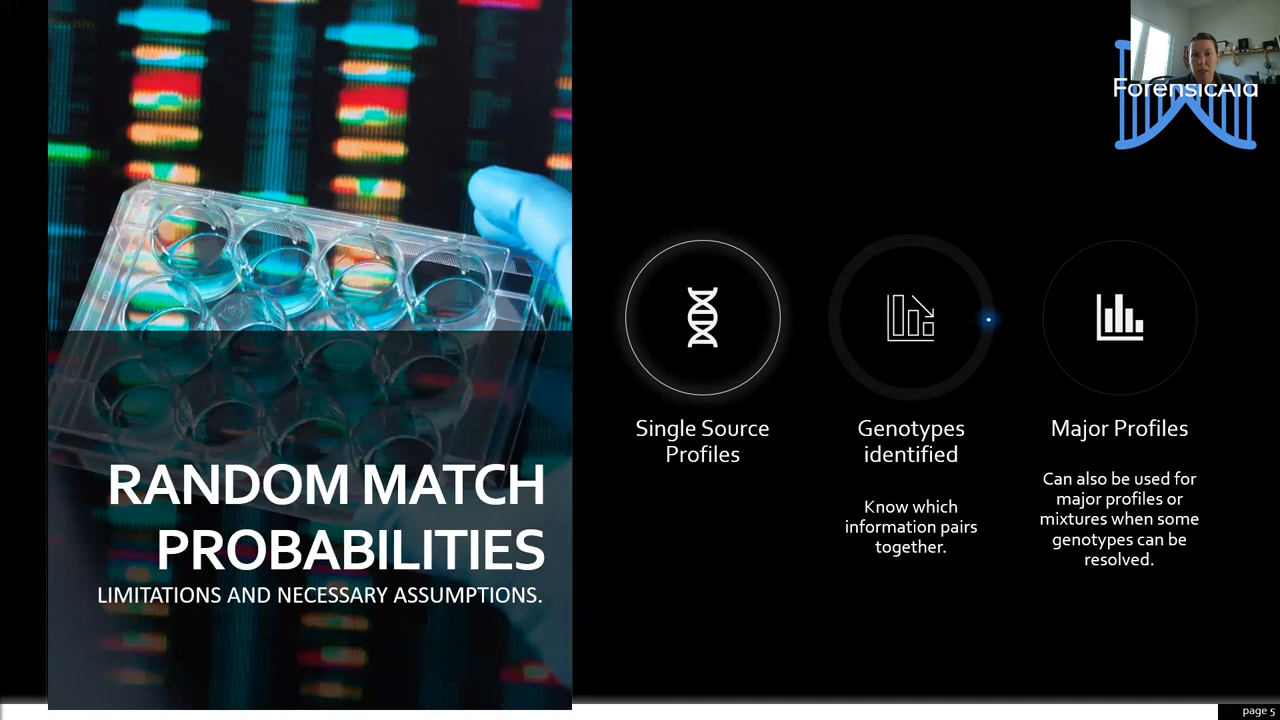 ForensicAid
RANDOM MATCH
PROBABILITIES
LIMITATIONS AND NECESSARY ASSUMPTIONS.
Single Source
Profiles
Genotypes
identified
Know which
information pairs
together.
Major Profiles
Can also be used for
major profiles or
mixtures when some
genotypes can be
resolved.
page 5